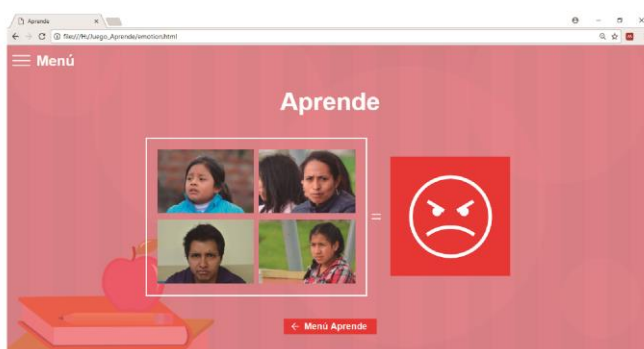 Aprende
file:///H:/Juego_Aprende/emotion.html
Menú
Aprende
=
← Menú Aprende